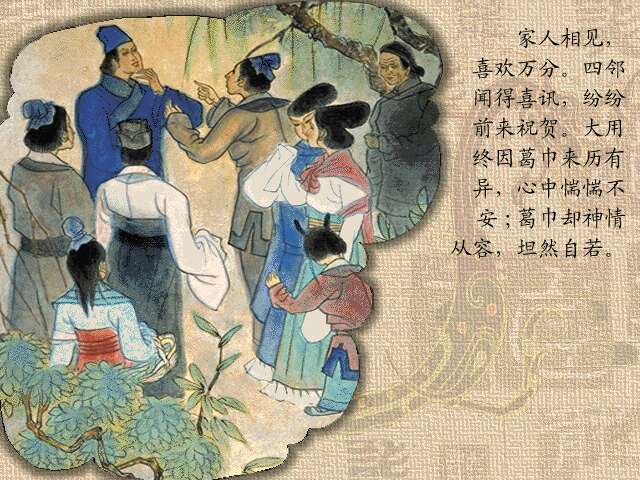 家人相见，
喜欢万分。四邻
闻得喜讯，纷纷
前来祝贺。大用
终因葛巾来历有
异，心中惴惴不
安；葛巾却神情
从容，坦然自若。